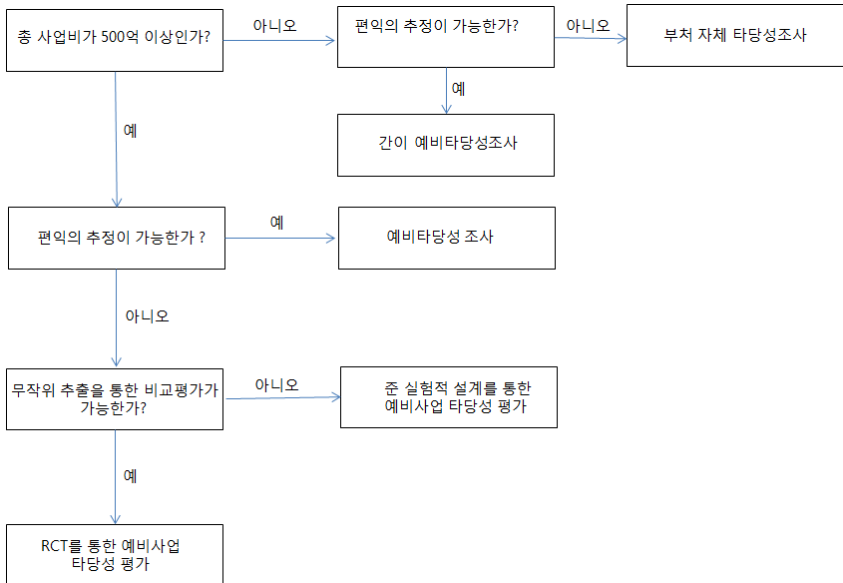 총 사업비가 500억 이상인가?
아니오
편익의 추정이 가능한가?
아니오
부처 자체 타당성조사
예
예
간이 예비타당성조사
편익의 추정이 가능한가 ?
예
예비타당성 조사
아니오
무작위 추출을 통한 비교평가가
가능한가?
아니오
준 실험적 설계를 통한
예비사업 타당성 평가
예
RCT를 통한 예비사업
타당성 평가